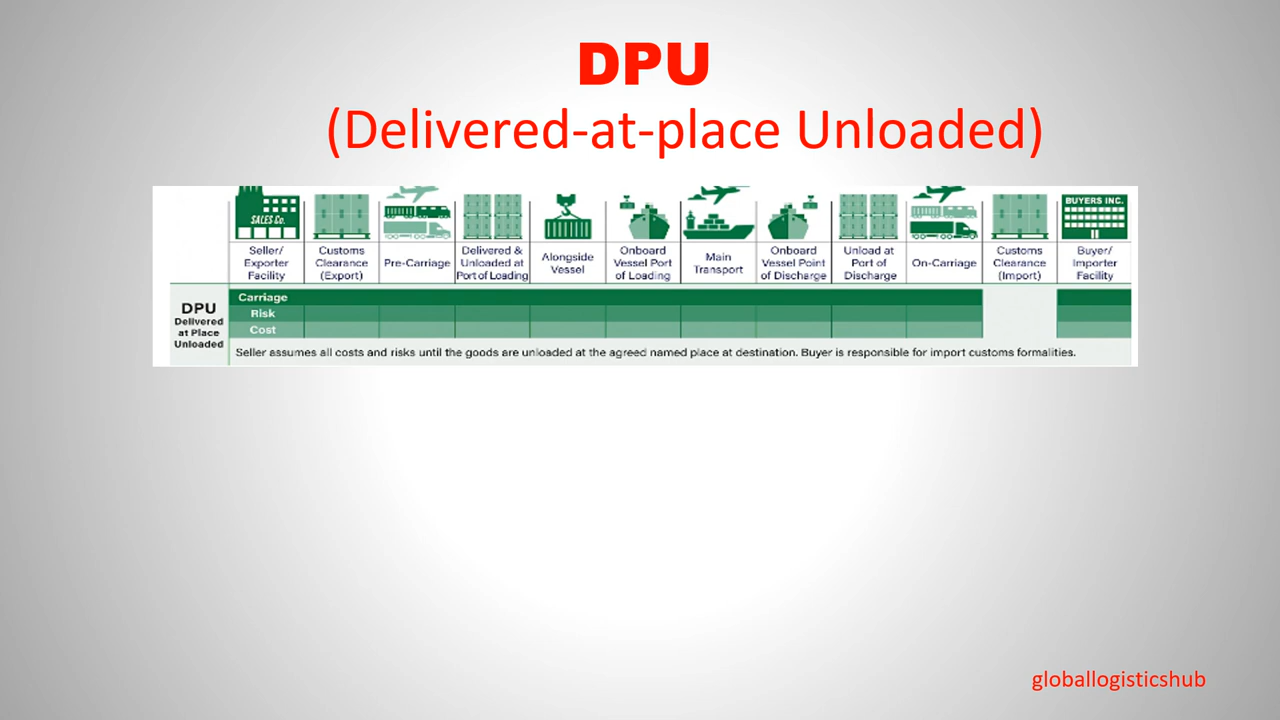 DPU
(Delivered-at-place Unloaded)
SALES Co.
BUYERS INC.
Seller/
Exporter
Facility
Customs
Clearance
(Export)
Pre-Carriage
Delivered &
Unloaded at
Port of Loading
Alongside
Vessel
Onboard
Vessel Port
of Loading
Main
Transport
Onboard
Vessel Point
of Discharge
Unload at
Port of
Discharge
On-Carriage
Customs
Clearance
(Import)
Buyer/
Importer
Facility
DPU
Delivered
at Place
Unloaded
Carriage
Risk
Cost
Seller assumes all costs and risks until the goods are unloaded at the agreed named place at destination. Buyer is responsible for import customs formalities.
globallogisticshub